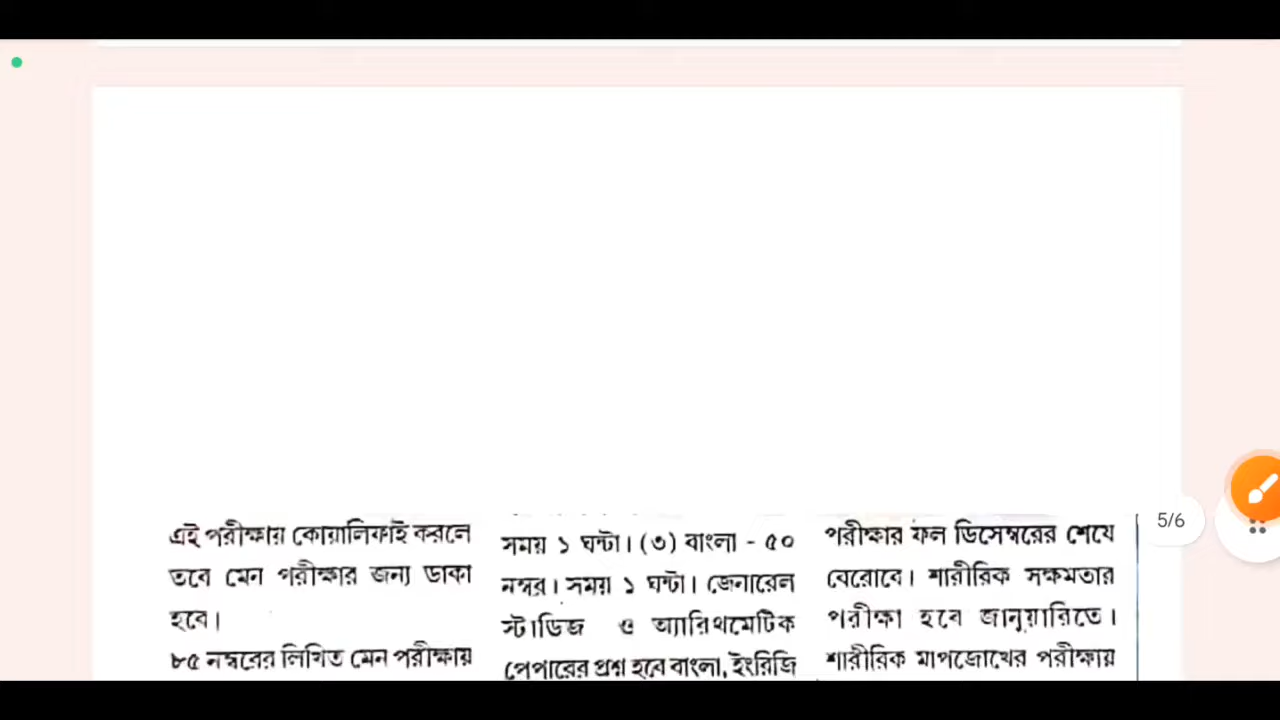 এই পরীক্ষায় কোয়ালিফাই করলে
তবে মেন পরীক্ষার জন্য ডাকা
হবে।
৮৫ নম্বরের লিখিত মেন পরীক্ষায়
সময় ১ ঘন্টা। (৩) বাংলা - ৫০
নম্বর। সময় ১ ঘন্টা। জেনারেল
স্টাডিজ ও অ্যারিথমেটিক
পেপারের প্রশ্ন হবে বাংলা, ইংরিজি
পরীক্ষার ফল ডিসেম্বরের শেষে
বেরোবে। শারীরিক সক্ষমতার
পরীক্ষা হবে জানুয়ারিতে।
শারীরিক মাপজোখের পরীক্ষায়
5/6